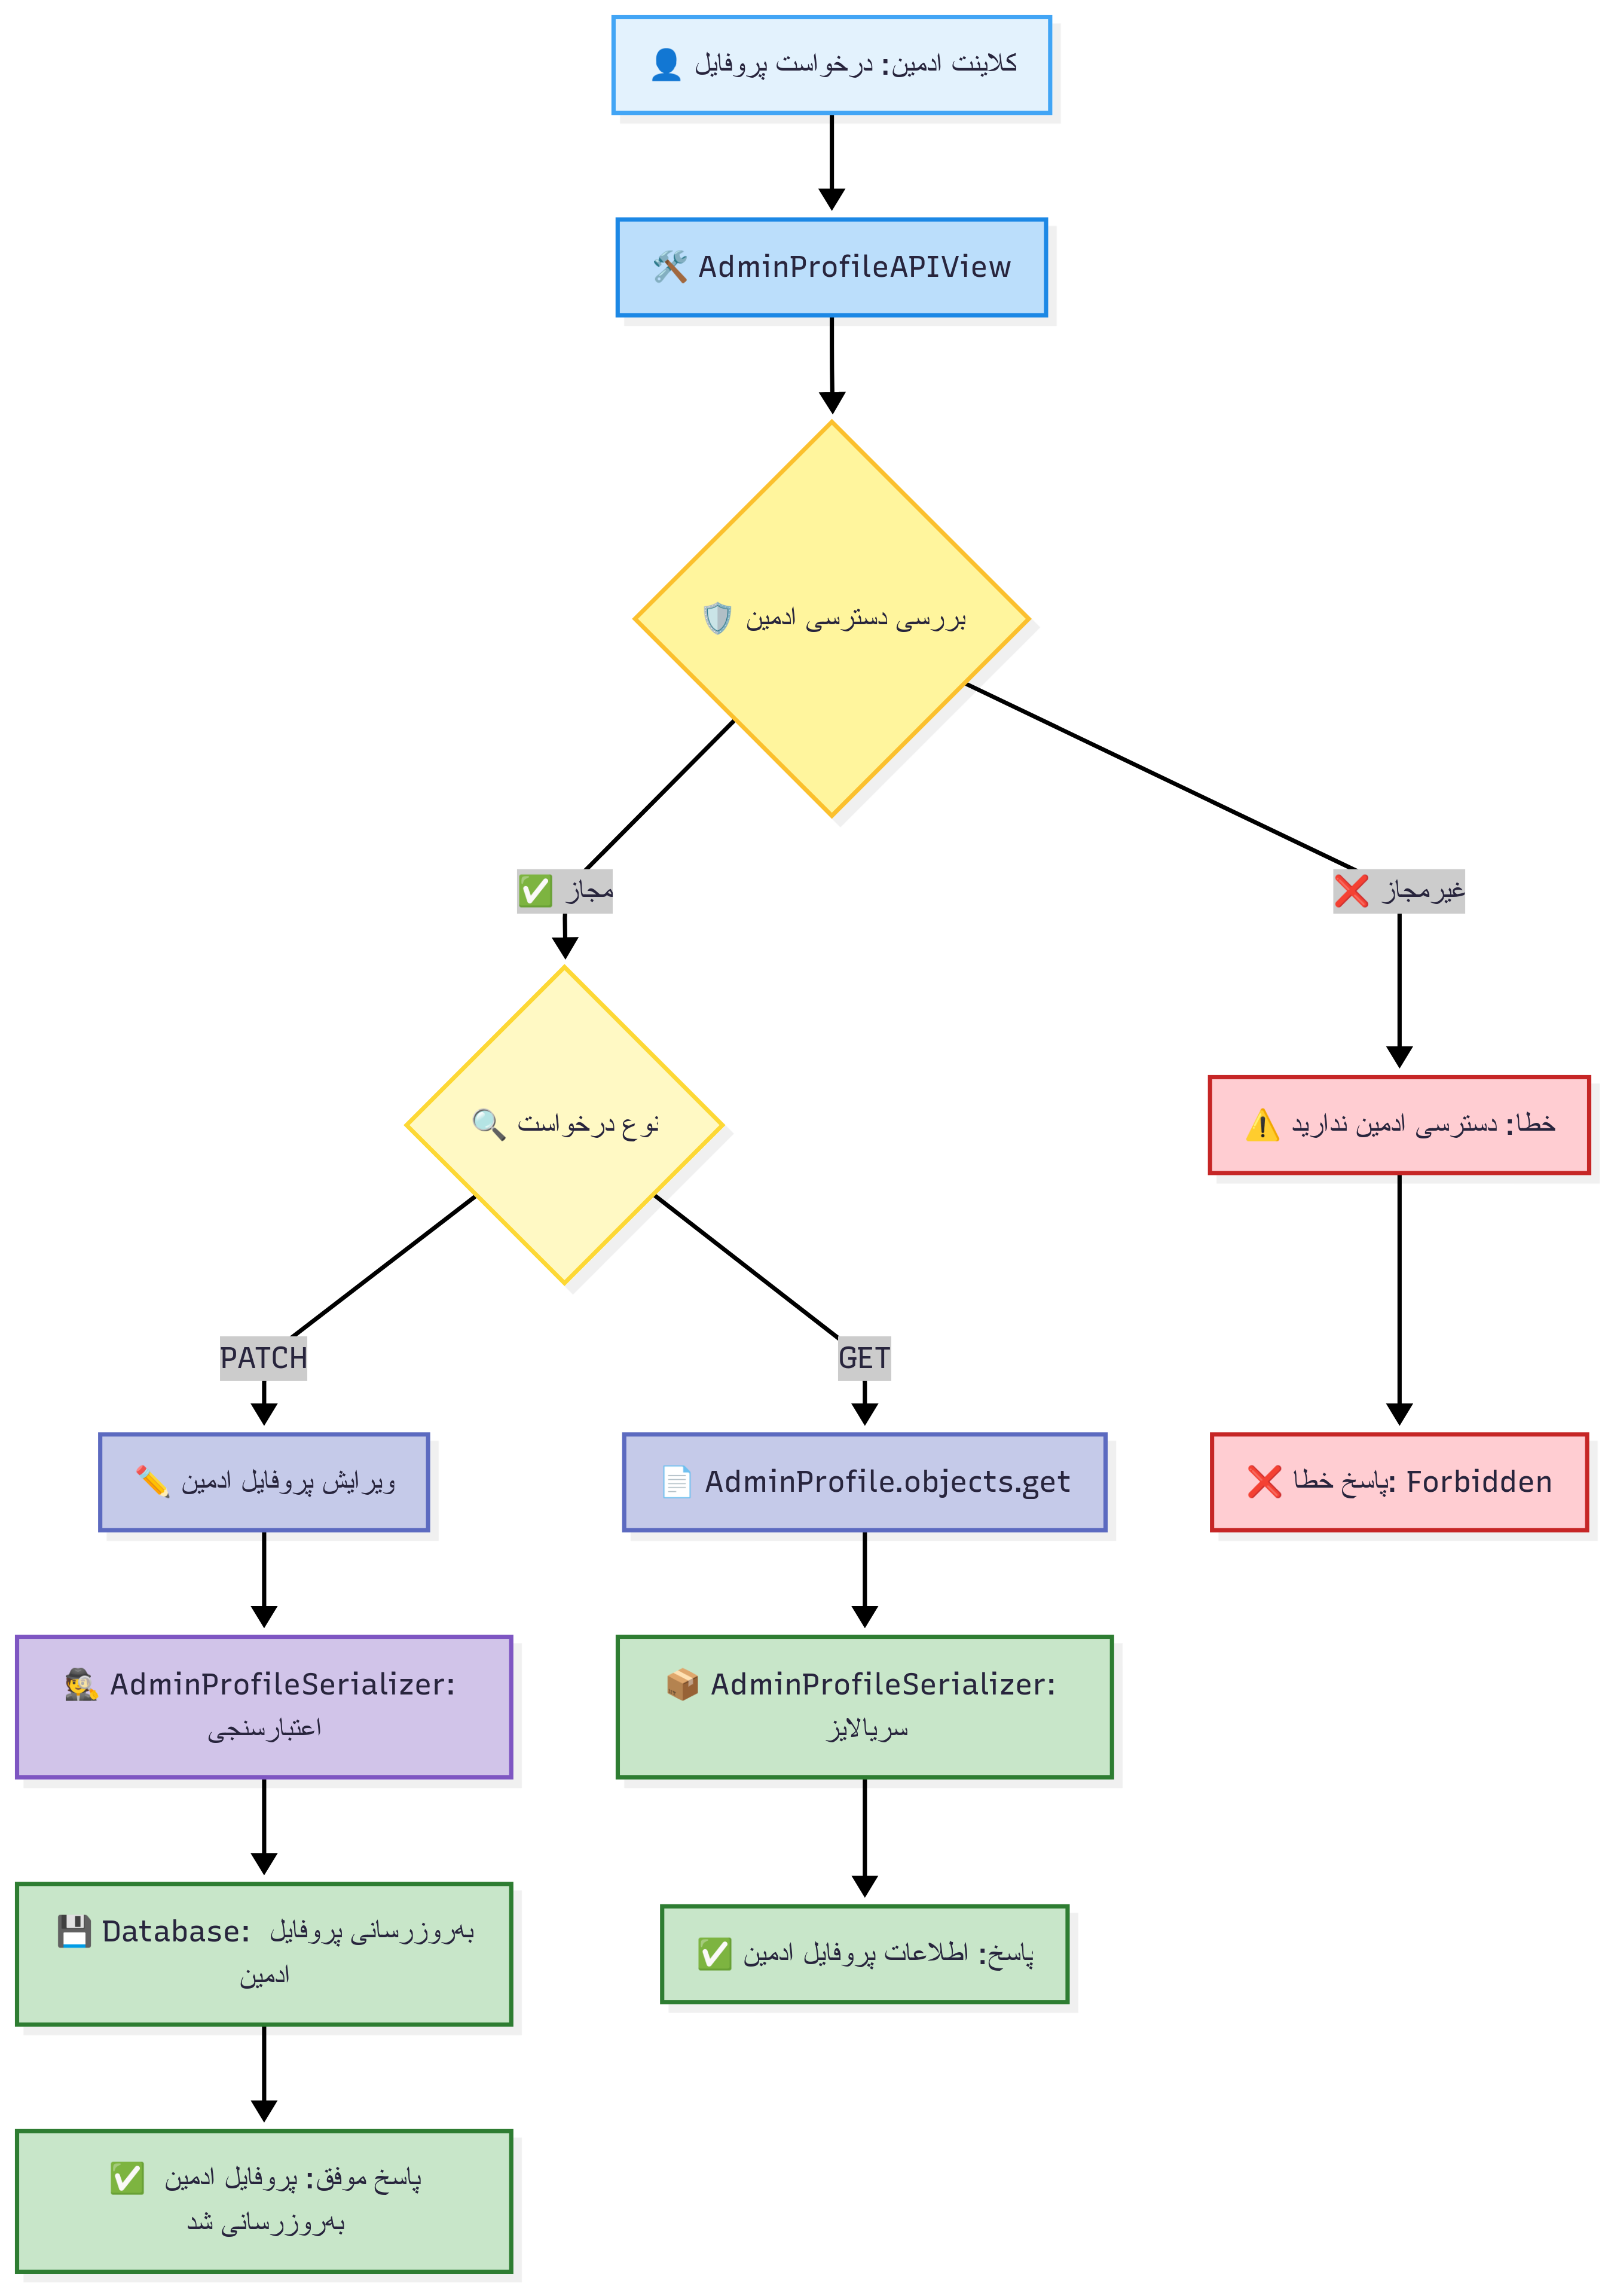 👤 کلاینت ادمین: درخواست پروفایل
🛠️ AdminProfileAPIView
🛡️ بررسی دسترسی ادمین
✅ مجاز
❌ غیرمجاز
🔍 نوع درخواست
⚠️ خطا: دسترسی ادمین ندارید
PATCH
GET
✏️ ویرایش پروفایل ادمین
📄 AdminProfile.objects.get
❌ پاسخ خطا: Forbidden
🕵️ AdminProfileSerializer:
اعتبارسنجی
📦 AdminProfileSerializer:
سریالایز
💾 Database: به‌روزرسانی پروفایل
ادمین
✅ پاسخ: اطلاعات پروفایل ادمین
✅ پاسخ موفق: پروفایل ادمین
به‌روزرسانی شد